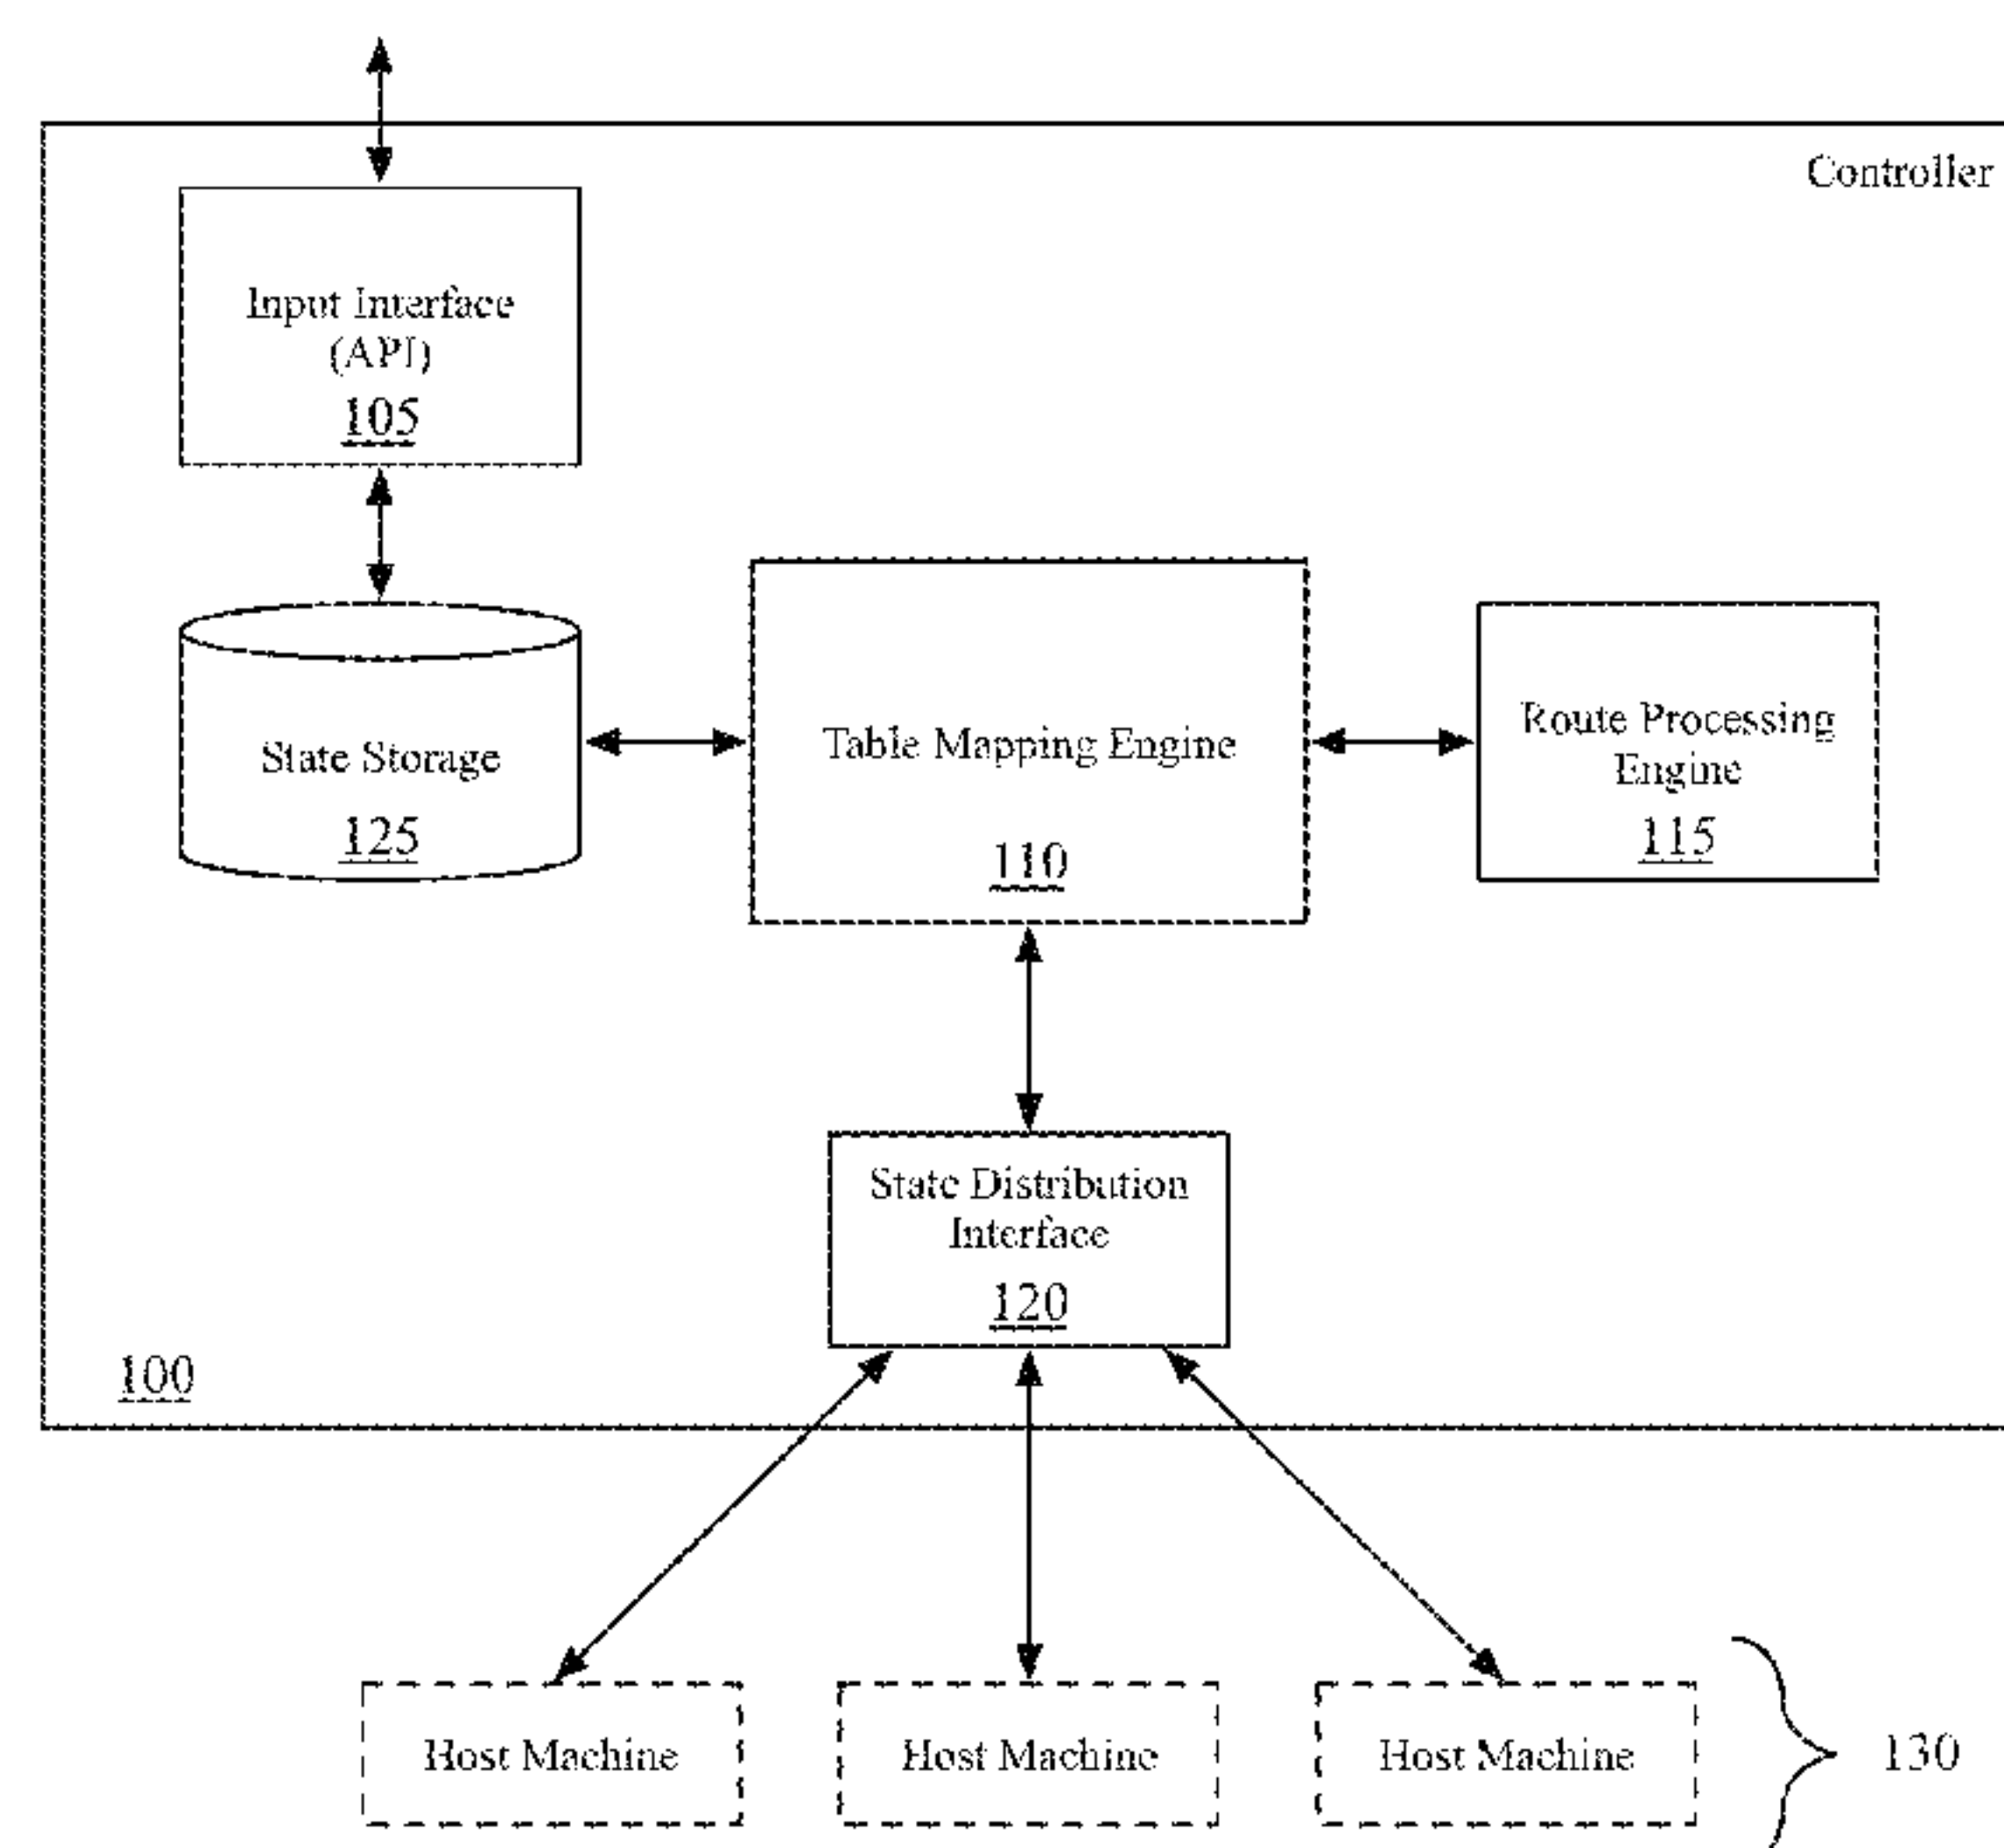 Controller
Input Interface
(API)
105
State Storage
125
Table Mapping Engine
110
Route Processing
Engine
115
State Distribution
Interface
120
100
Host Machine
Host Machine
Host Machine
130